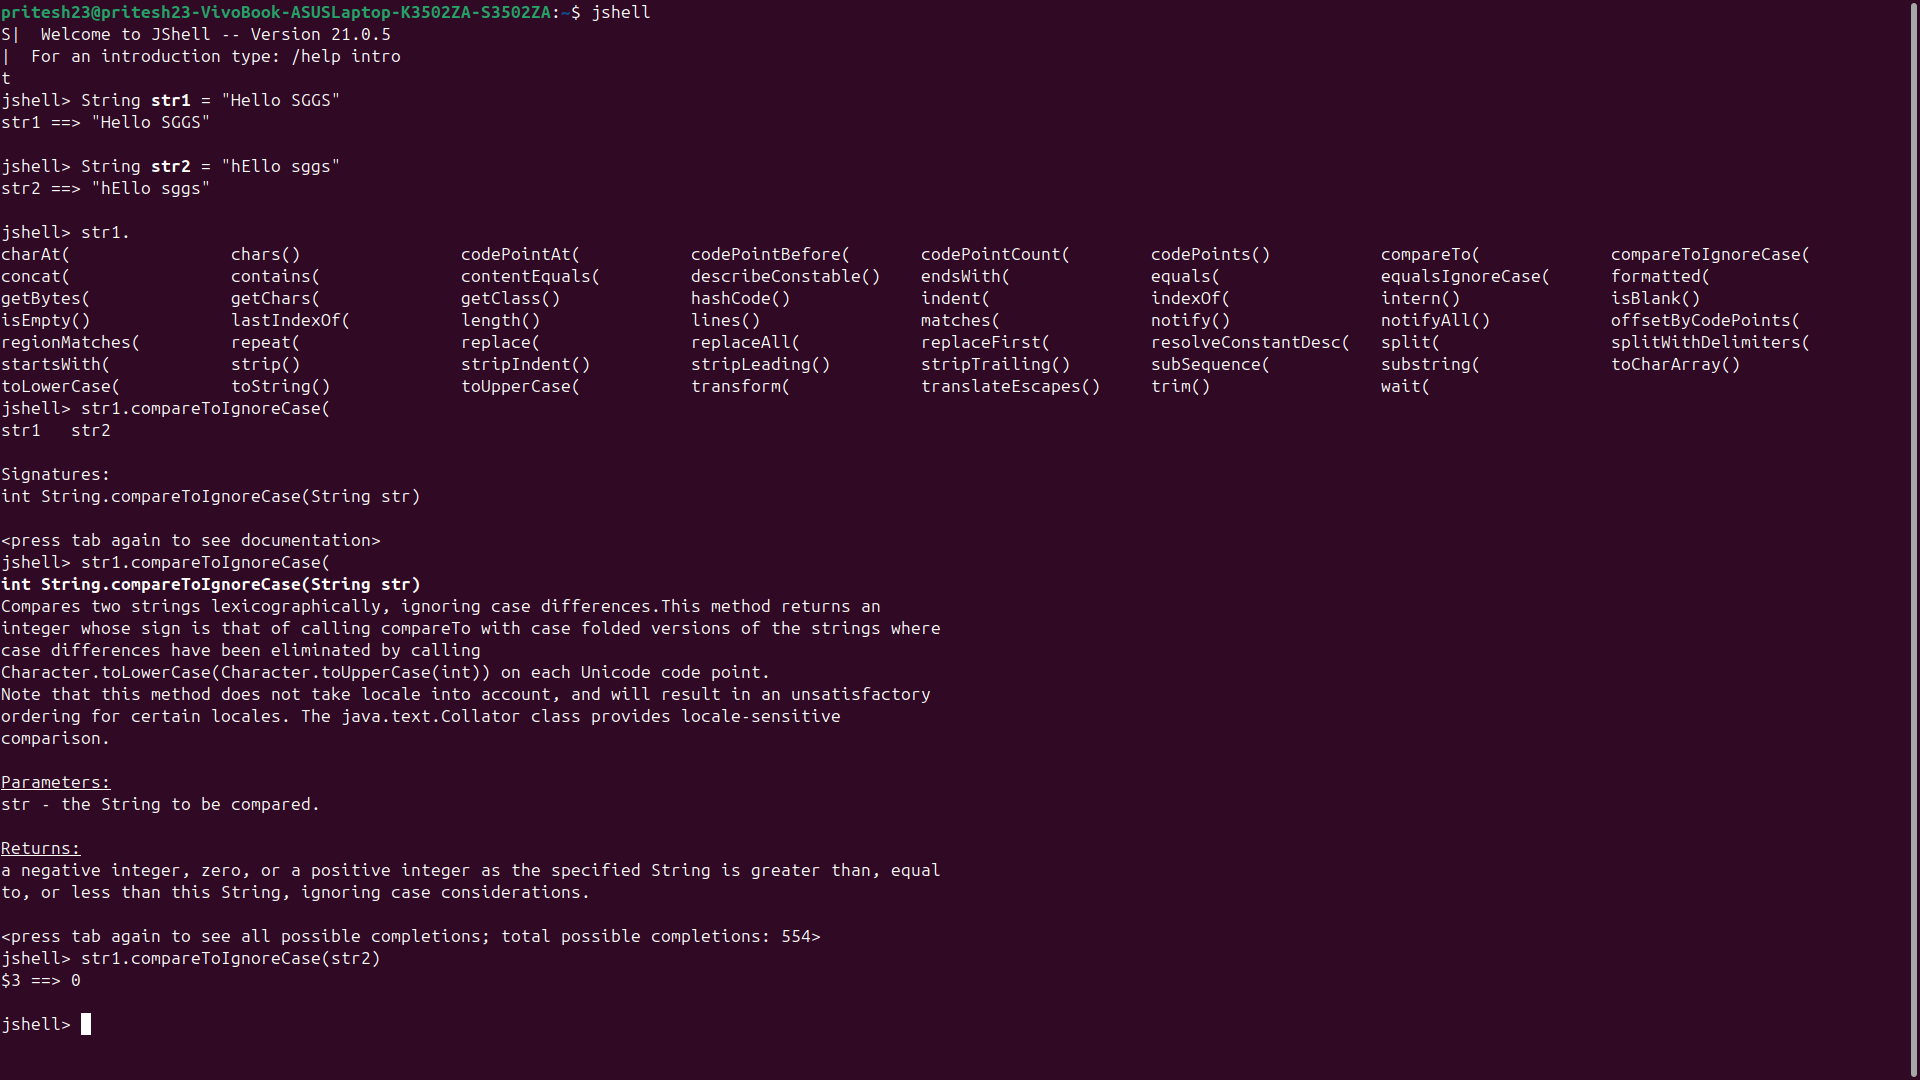 pritesh23@pritesh23-VivoBook-ASUSLaptop-K3502ZA-S3502ZA:~$ jshell
S|  Welcome to JShell -- Version 21.0.5
|  For an introduction type: /help intro
t
jshell> String str1 = "Hello SGGS"
str1 ==> "Hello SGGS"

jshell> String str2 = "hEllo sggs"
str2 ==> "hEllo sggs"

jshell> str1.
charAt(                chars()                codePointAt(           codePointBefore(       codePointCount(        codePoints()           compareTo(             compareToIgnoreCase(
concat(                contains(              contentEquals(         describeConstable()    endsWith(              equals(                equalsIgnoreCase(      formatted(
getBytes(              getChars(              getClass()             hashCode()             indent(                indexOf(               intern()               isBlank()
isEmpty()              lastIndexOf(           length()               lines()                matches(               notify()               notifyAll()            offsetByCodePoints(
regionMatches(         repeat(                replace(               replaceAll(            replaceFirst(          resolveConstantDesc(   split(                 splitWithDelimiters(
startsWith(            strip()                stripIndent()          stripLeading()         stripTrailing()        subSequence(           substring(             toCharArray()
toLowerCase(           toString()             toUpperCase(           transform(             translateEscapes()     trim()                 wait(
jshell> str1.compareToIgnoreCase(
str1   str2

Signatures:
int String.compareToIgnoreCase(String str)

<press tab again to see documentation>
jshell> str1.compareToIgnoreCase(
int String.compareToIgnoreCase(String str)
Compares two strings lexicographically, ignoring case differences.This method returns an
integer whose sign is that of calling compareTo with case folded versions of the strings where
case differences have been eliminated by calling
Character.toLowerCase(Character.toUpperCase(int)) on each Unicode code point.
Note that this method does not take locale into account, and will result in an unsatisfactory
ordering for certain locales. The java.text.Collator class provides locale-sensitive
comparison.

Parameters:
str - the String to be compared.

Returns:
a negative integer, zero, or a positive integer as the specified String is greater than, equal
to, or less than this String, ignoring case considerations.

<press tab again to see all possible completions; total possible completions: 554>
jshell> str1.compareToIgnoreCase(str2)
$3 ==> 0

jshell>